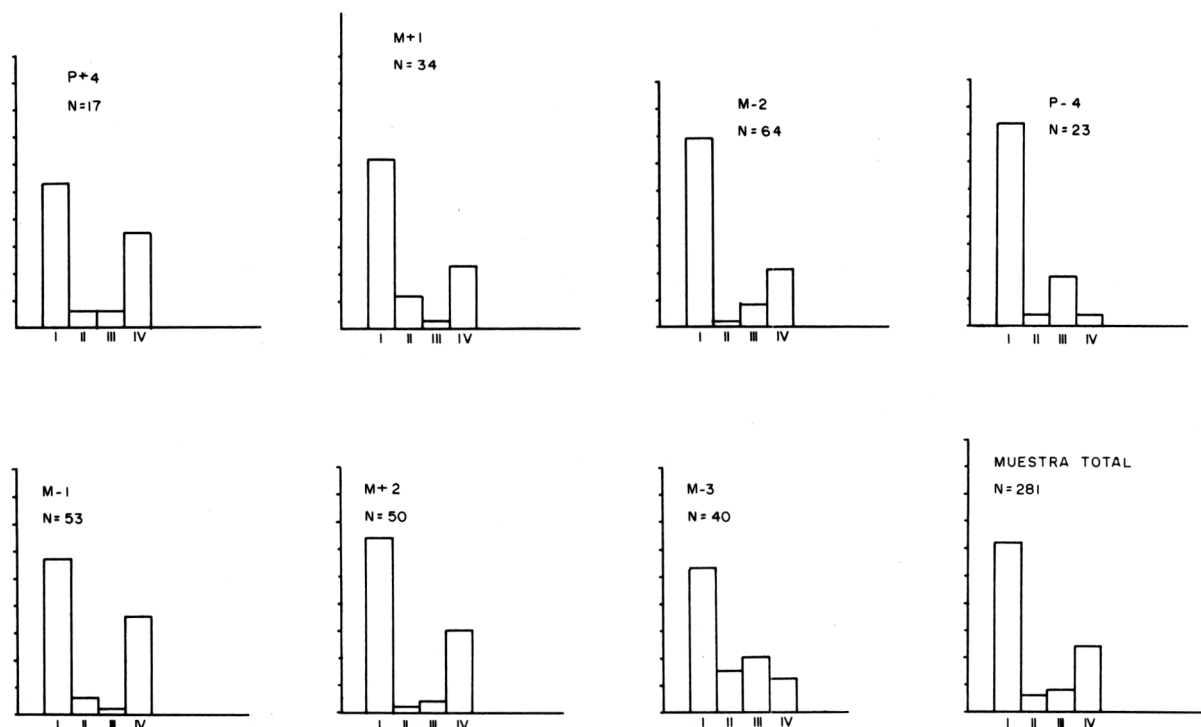 P+4
N=17
I II III IV
M+1
N=34
I II III IV
M-2
N=64
I II III IV
P-4
N=23
I II III IV
M-1
N=53
I II III IV
M+2
N=50
I II III IV
M-3
N=40
I II III IV
MUESTRA TOTAL
N=281
I II III IV